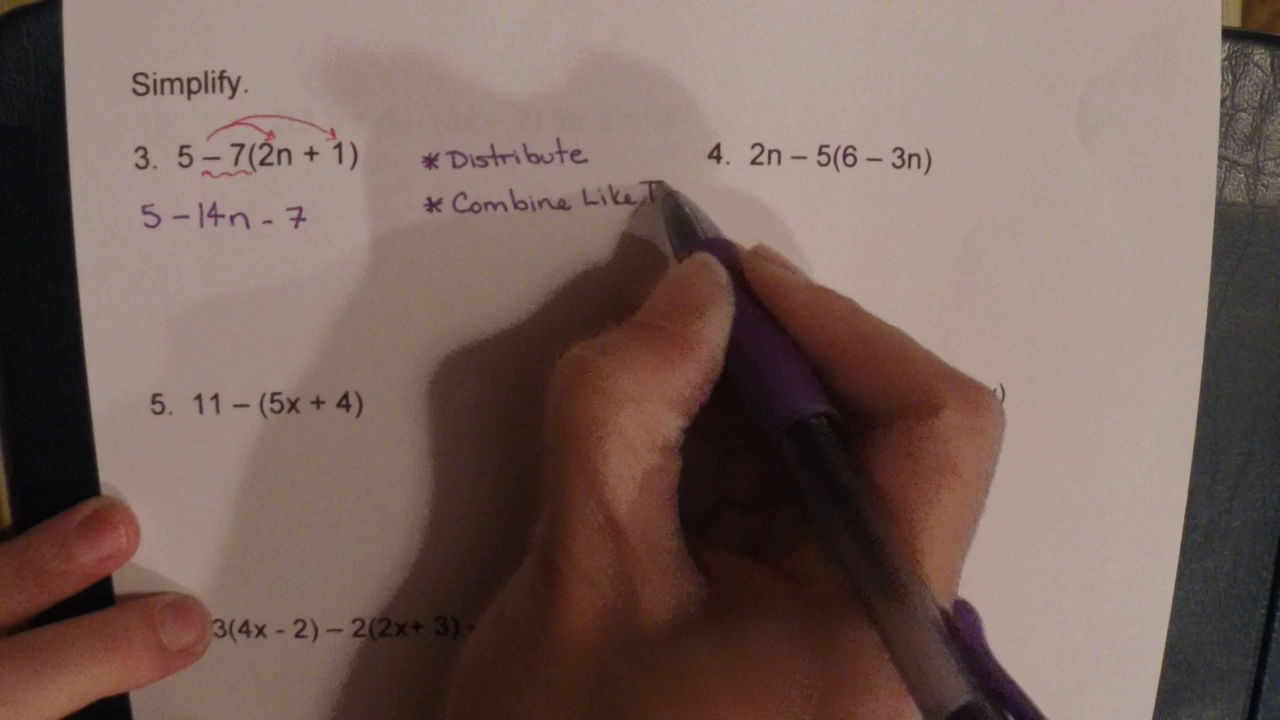 Simplify.
3. 5 – 7(2n + 1)
* Distribute
4. 2n – 5(6 – 3n)
5 – 14n - 7
* Combine Like T
5. 11 – (5x + 4)
)
3(4x - 2) – 2(2x+ 3) -